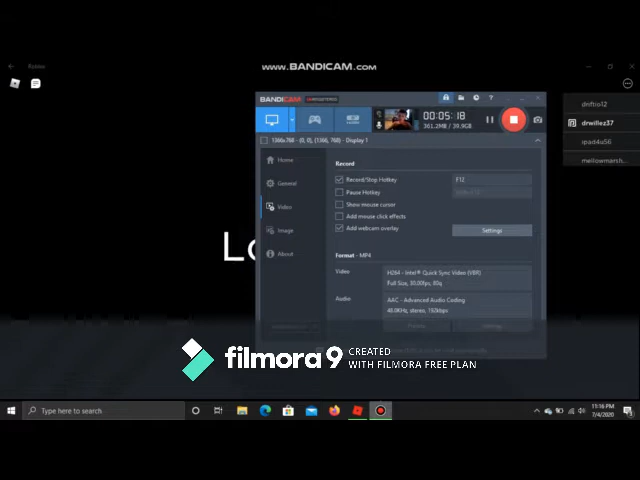 www.BANDICAM.com
Roblox
BANDICAM UNREGISTERED
00:05:18
361.2MB / 39.9GB
driftio12
drwillez37
ipad4u56
mellowmarsh...
1366x768 - (0, 0), (1366, 768) - Display 1
Home
General
Video
Image
About
Record
Record/Stop Hotkey
F12
Pause Hotkey
Show mouse cursor
Add mouse click effects
Add webcam overlay
Settings
Format - MP4
Video
H264 - Intel® Quick Sync Video (VBR)
Full Size, 30.00fps, 80q
Audio
AAC - Advanced Audio Coding
48.0KHz, stereo, 192kbps
Lo
filmora9
CREATED
WITH FILMORA FREE PLAN
Type here to search
11:16 PM
7/4/2020